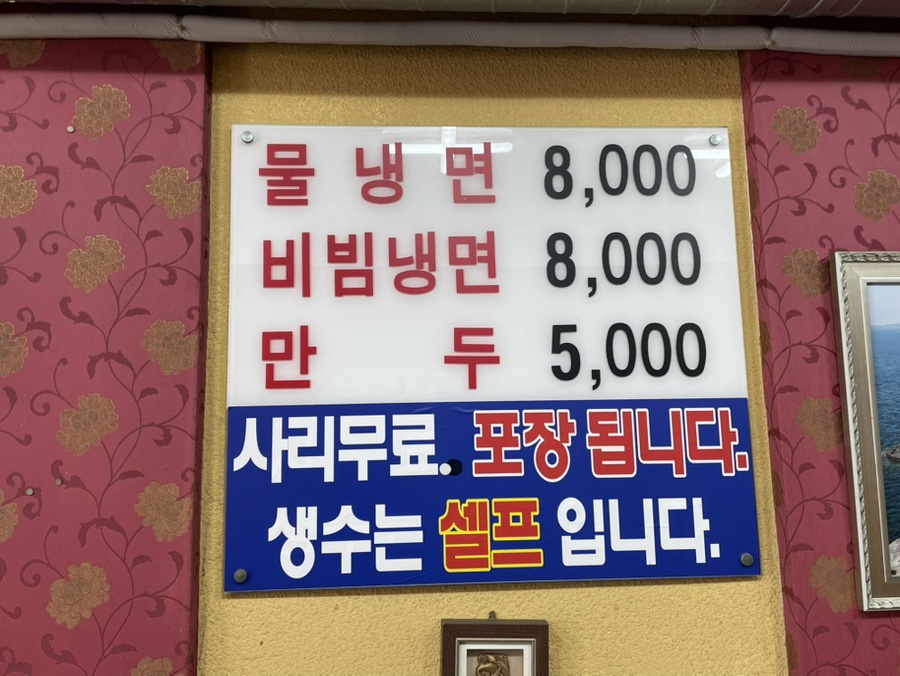 물냉면 8,000
비빔냉면 8,000
만두 5,000
사리무료. 포장됩니다.
생수는 셀프 입니다.